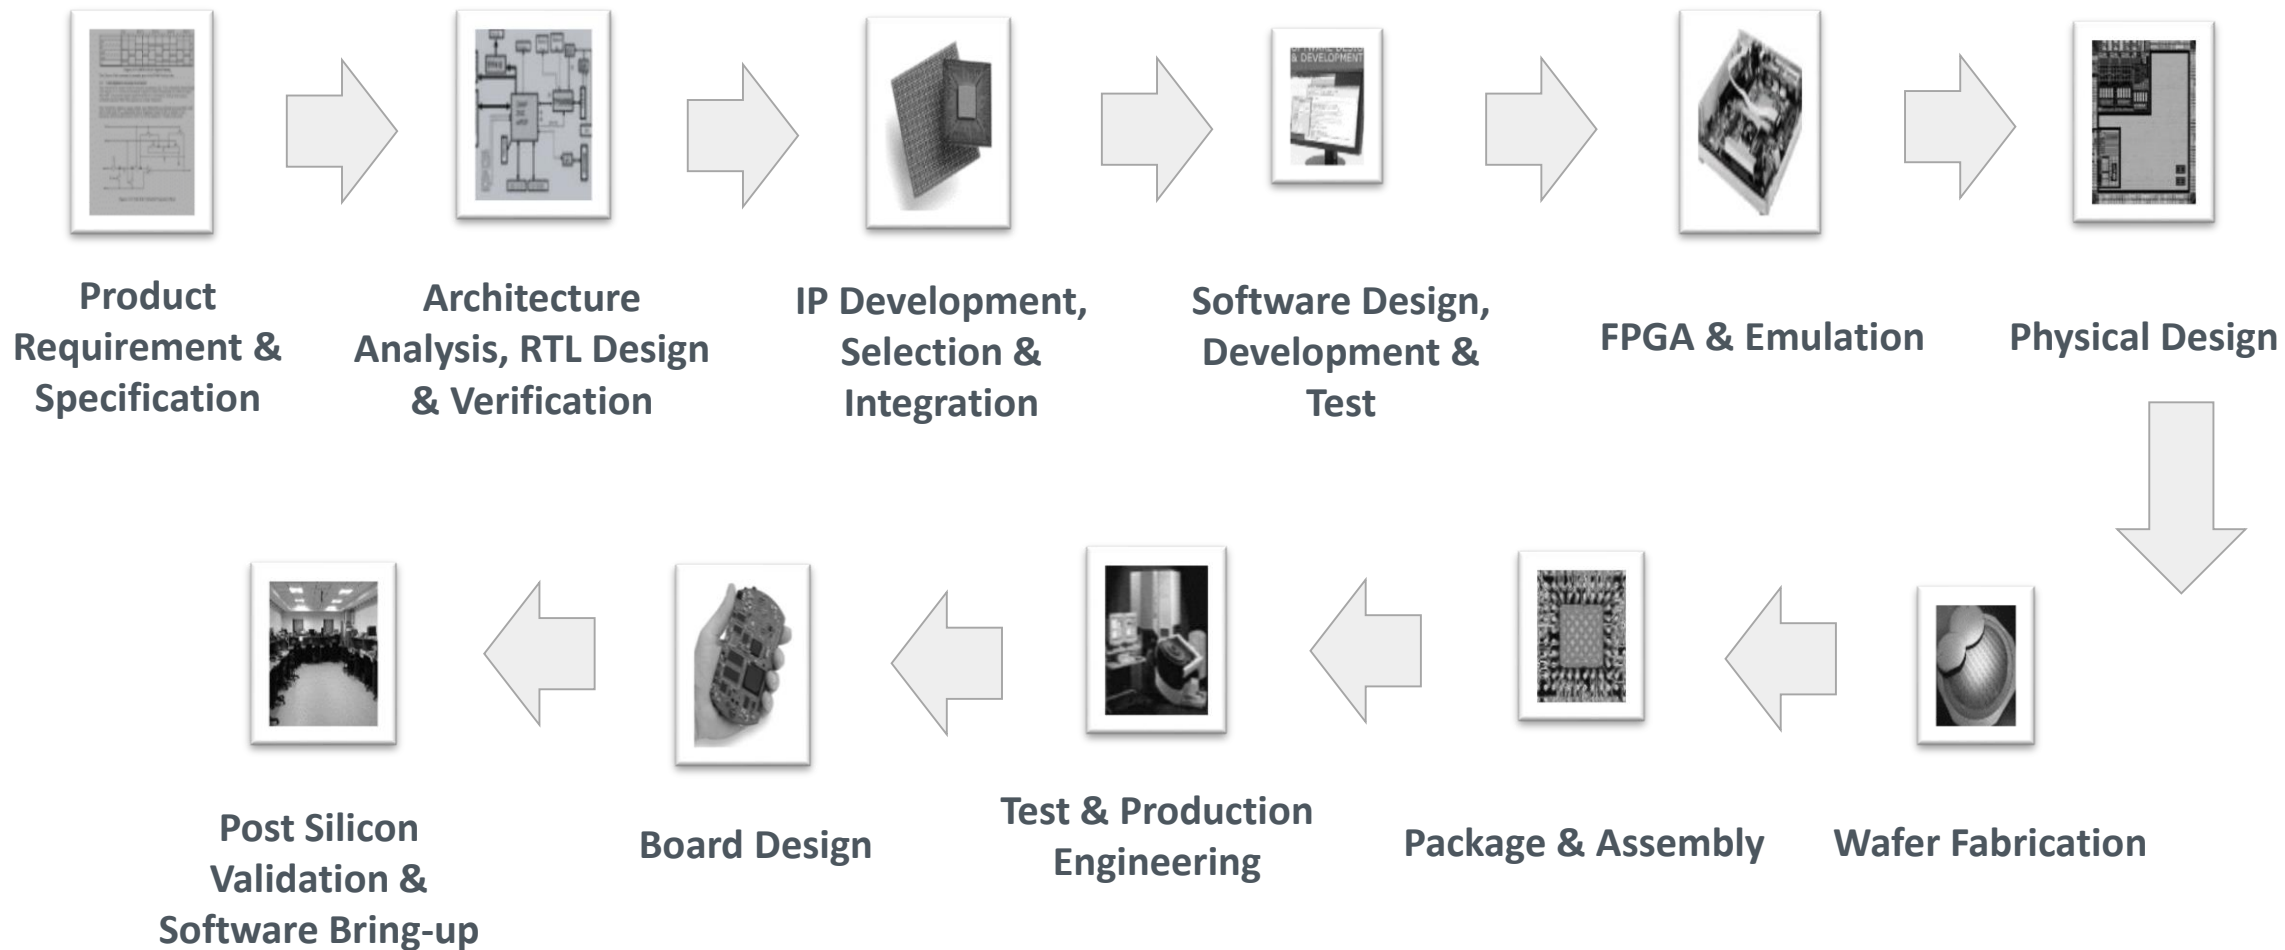 Product
Requirement &
Specification
Architecture
Analysis, RTL Design
& Verification
IP Development,
Selection &
Integration
& DEVELOPMENT
Software Design,
Development &
Test
FPGA & Emulation
Physical Design
Wafer Fabrication
Package & Assembly
Test & Production
Engineering
Board Design
Post Silicon
Validation &
Software Bring-up